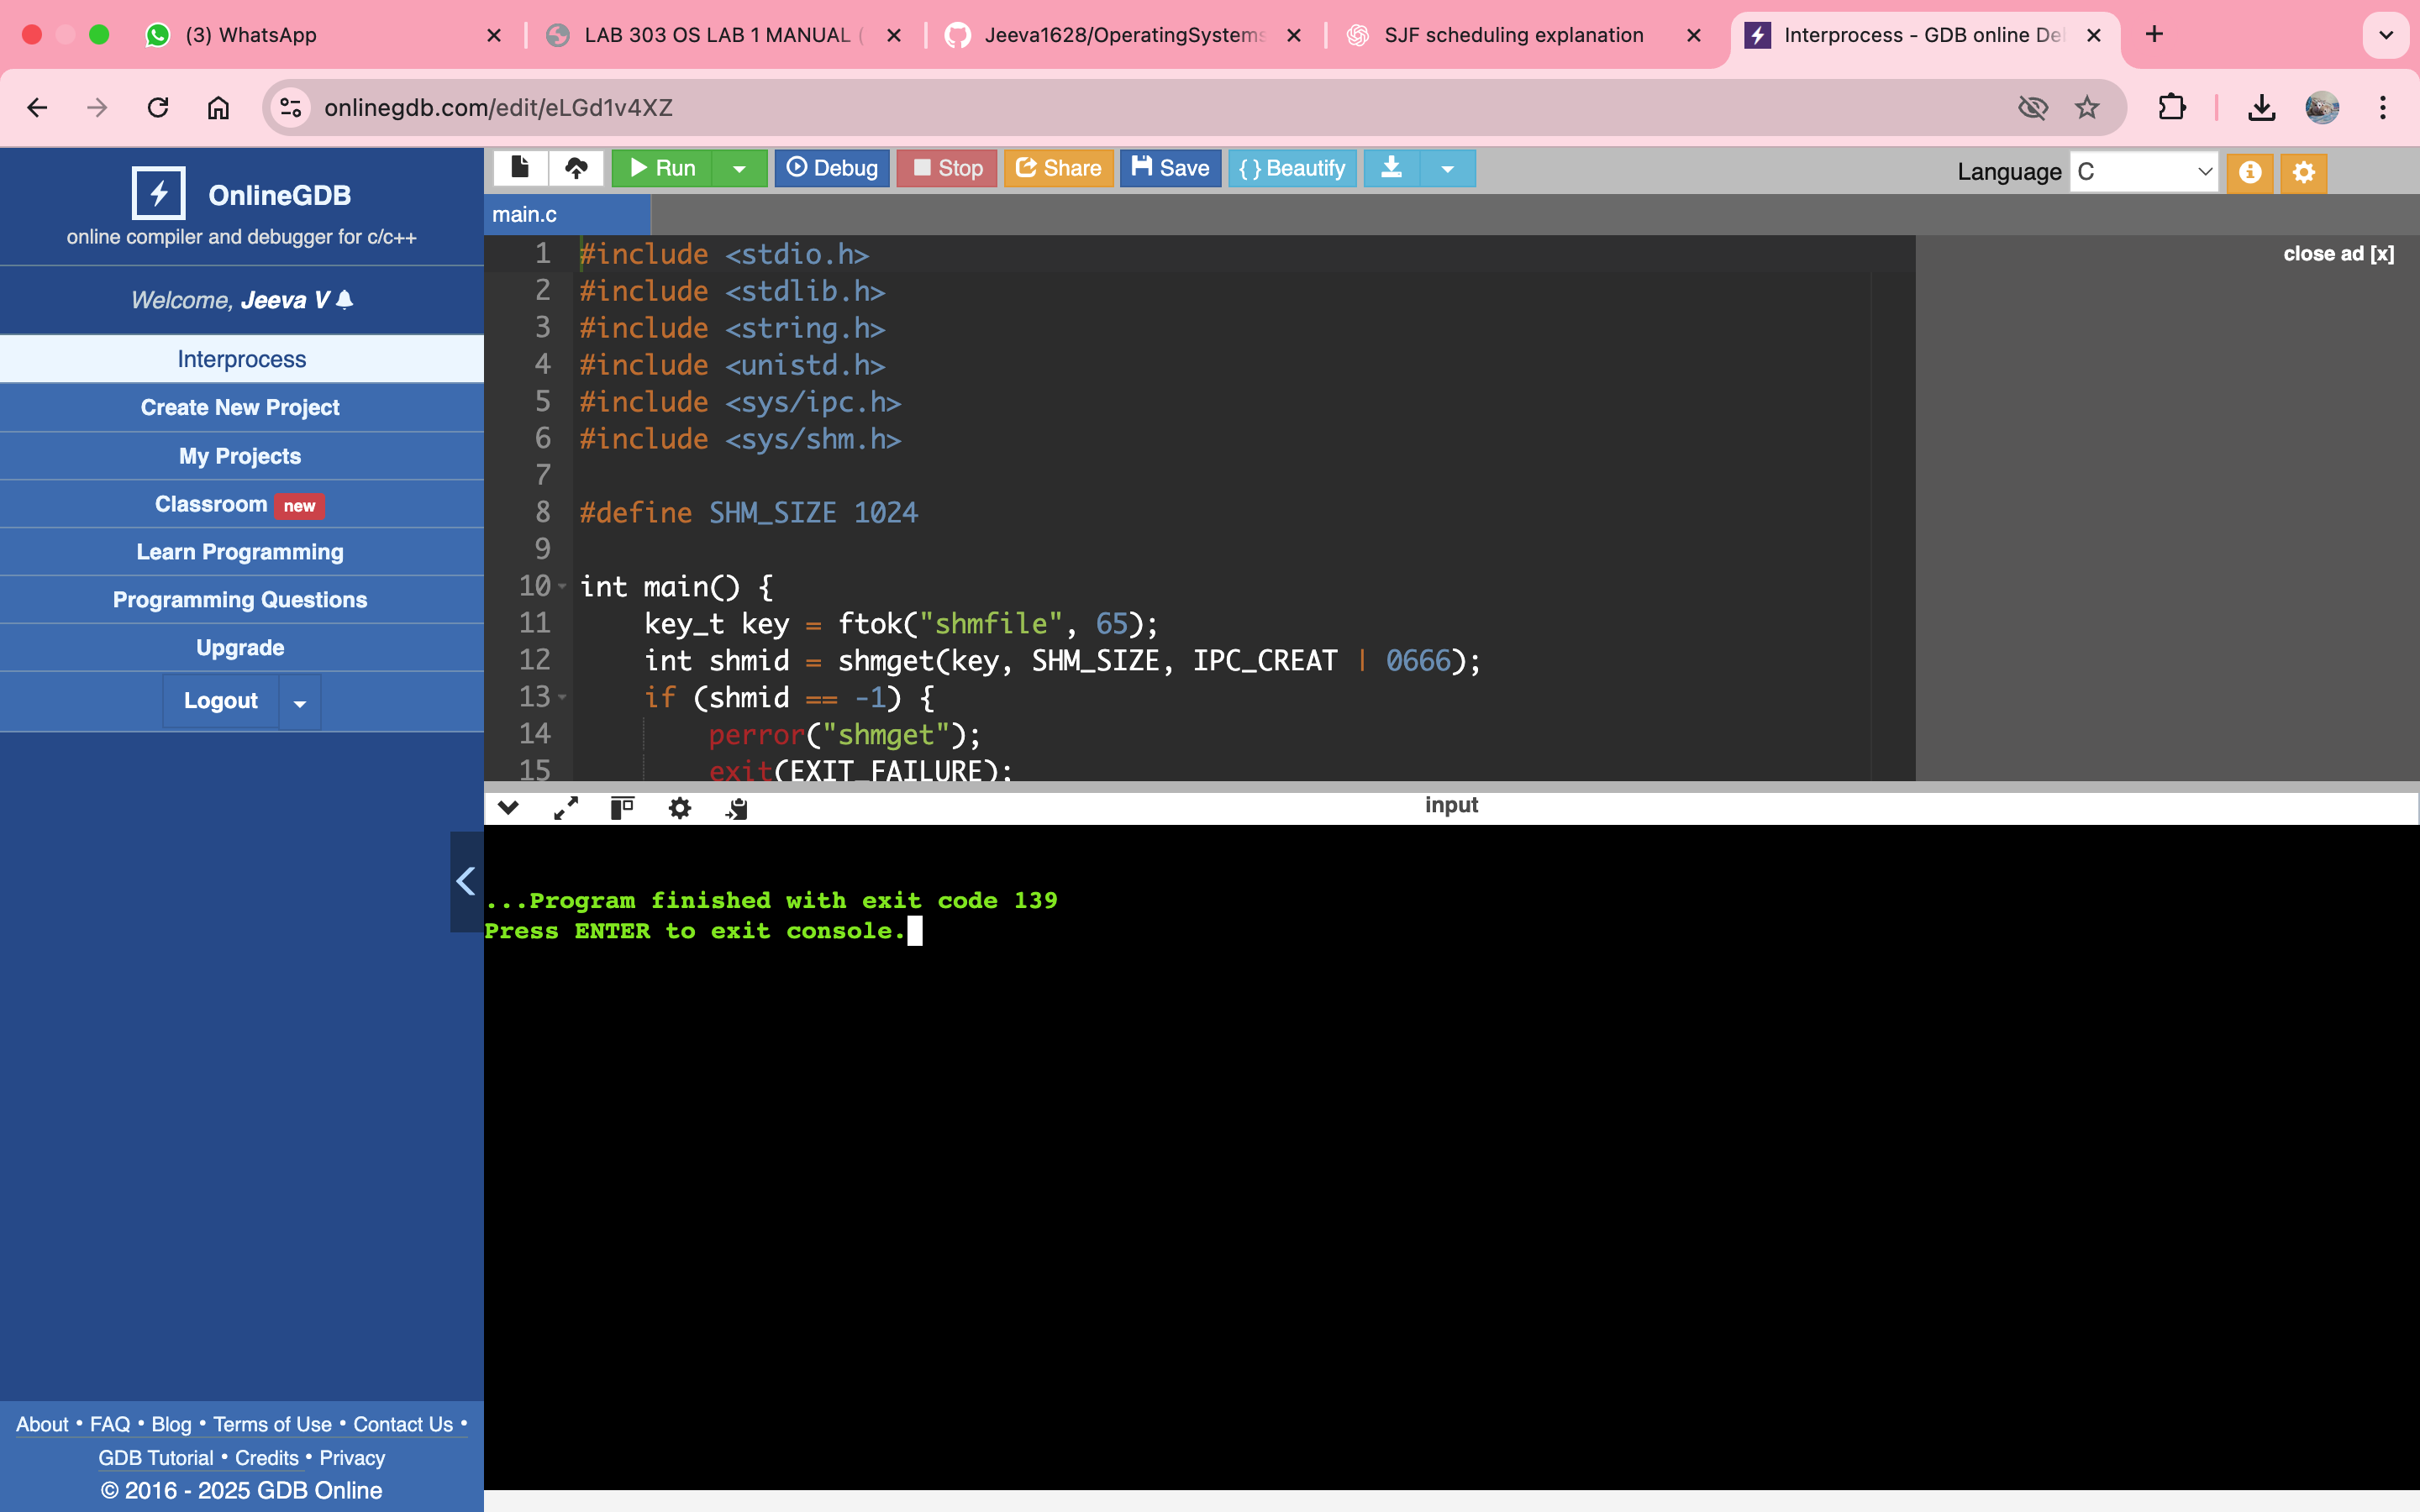 (3) WhatsApp
LAB 303 OS LAB 1 MANUAL (
Jeeva1628/OperatingSystems
SJF scheduling explanation
Interprocess - GDB online De
onlinegdb.com/edit/eLGd1v4XZ
OnlineGDB
online compiler and debugger for c/c++
Welcome, Jeeva V
Interprocess
Create New Project
My Projects
Classroom new
Learn Programming
Programming Questions
Upgrade
Logout
About • FAQ • Blog • Terms of Use • Contact Us •
GDB Tutorial • Credits • Privacy
© 2016 - 2025 GDB Online
Run Debug Stop Share Save { } Beautify
Language C
main.c
close ad [x]
1 #include <stdio.h>
2 #include <stdlib.h>
3 #include <string.h>
4 #include <unistd.h>
5 #include <sys/ipc.h>
6 #include <sys/shm.h>
7
8 #define SHM_SIZE 1024
9
10 int main() {
11 key_t key = ftok("shmfile", 65);
12 int shmid = shmget(key, SHM_SIZE, IPC_CREAT | 0666);
13 if (shmid == -1) {
14 perror("shmget");
15 exit(EXIT_FAILURE);
input
...Program finished with exit code 139
Press ENTER to exit console.